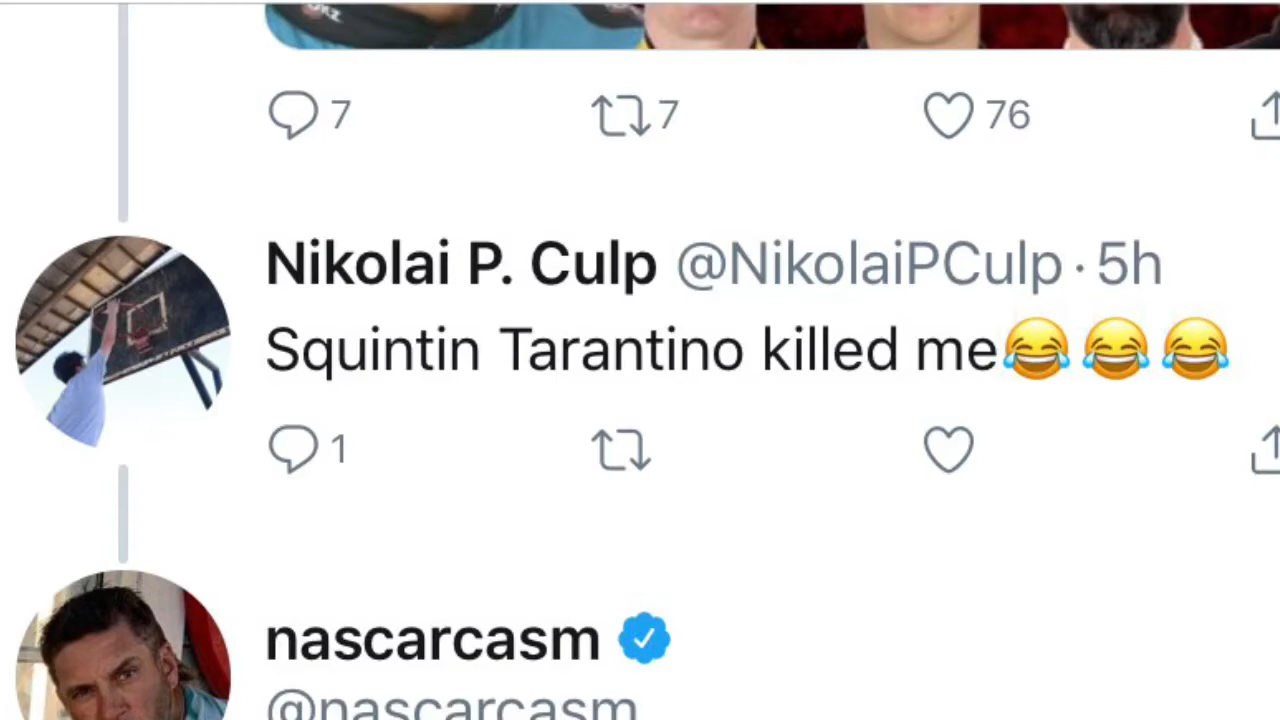 7 7 76
Nikolai P. Culp @NikolaiPCulp · 5h
Squintin Tarantino killed me😂😂😂
1
nascarcasm
@nascarcasm